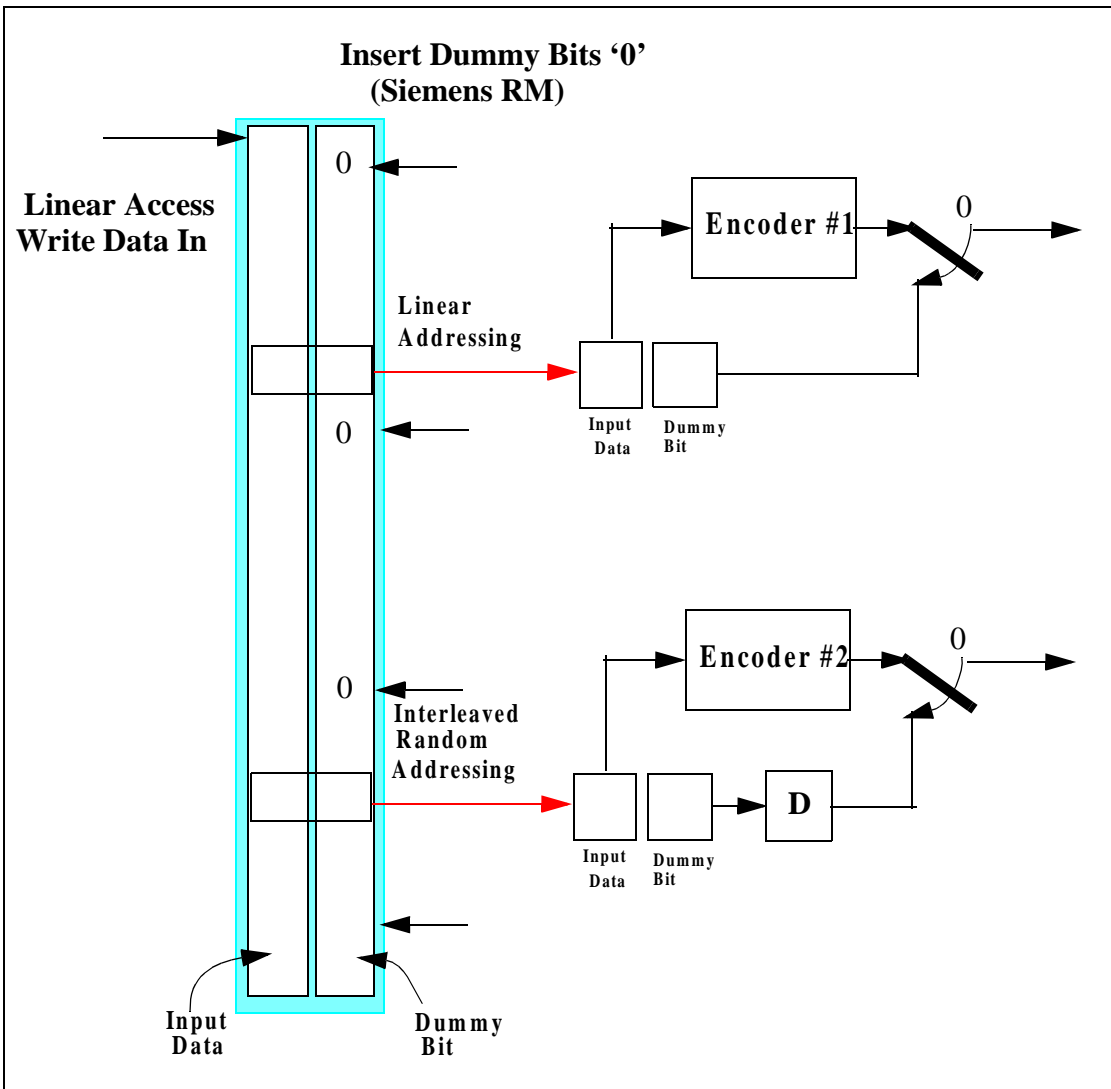 Insert Dummy Bits ‘0’
(Siemens RM)
Linear Access
Write Data In
0
Encoder #1
0
Linear
Addressing
Input
Data
Dummy
Bit
0
0
Encoder #2
0
Interleaved
Random
Addressing
D
Input
Data
Dummy
Bit
Input
Data
Dummy
Bit